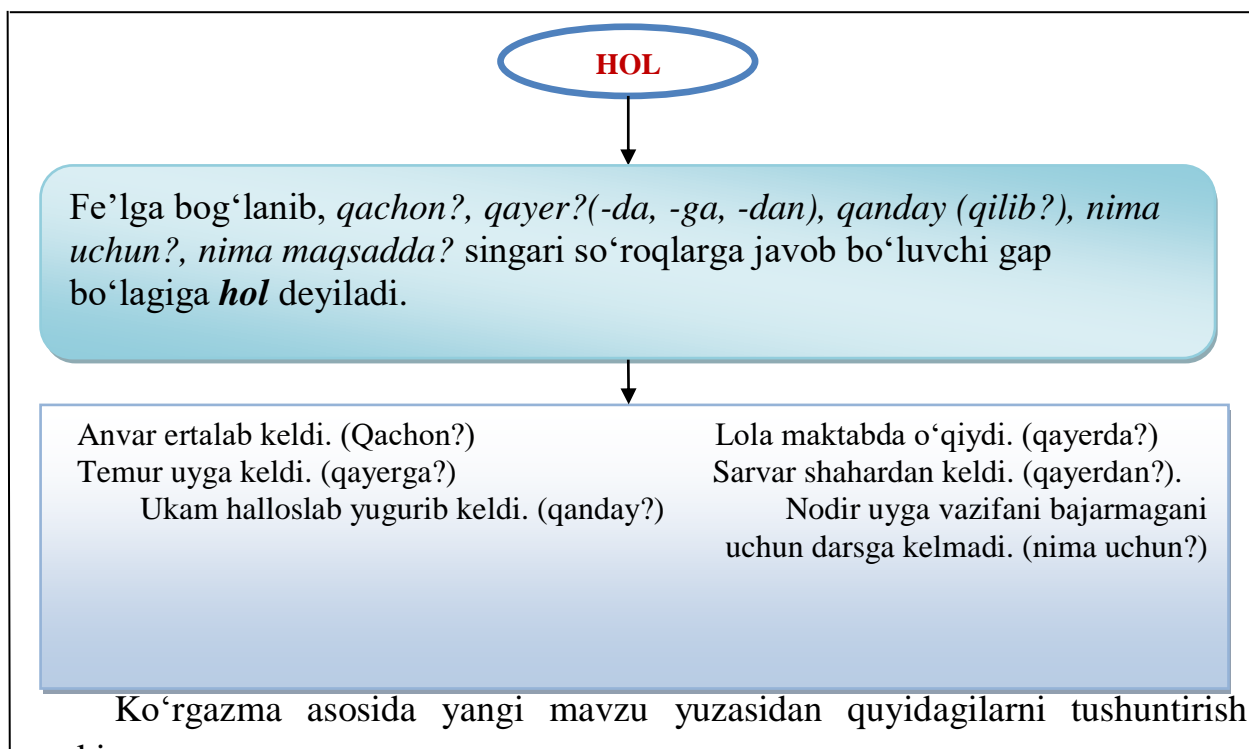 HOL
Fe’lga bog‘lanib, qachon?, qayer?(-da, -ga, -dan), qanday (qilib?), nima
uchun?, nima maqsadda? singari so‘roqlarga javob bo‘luvchi gap
bo‘lagiga hol deyiladi.
Anvar ertalab keldi. (Qachon?)
Temur uyga keldi. (qayerga?)
Ukam halloslab yugurib keldi. (qanday?)
Lola maktabda o‘qiydi. (qayerda?)
Sarvar shahardan keldi. (qayerdan?).
Nodir uyga vazifani bajarmagani
uchun darsga kelmadi. (nima uchun?)
Ko‘rgazma asosida yangi mavzu yuzasidan quyidagilarni tushuntirish